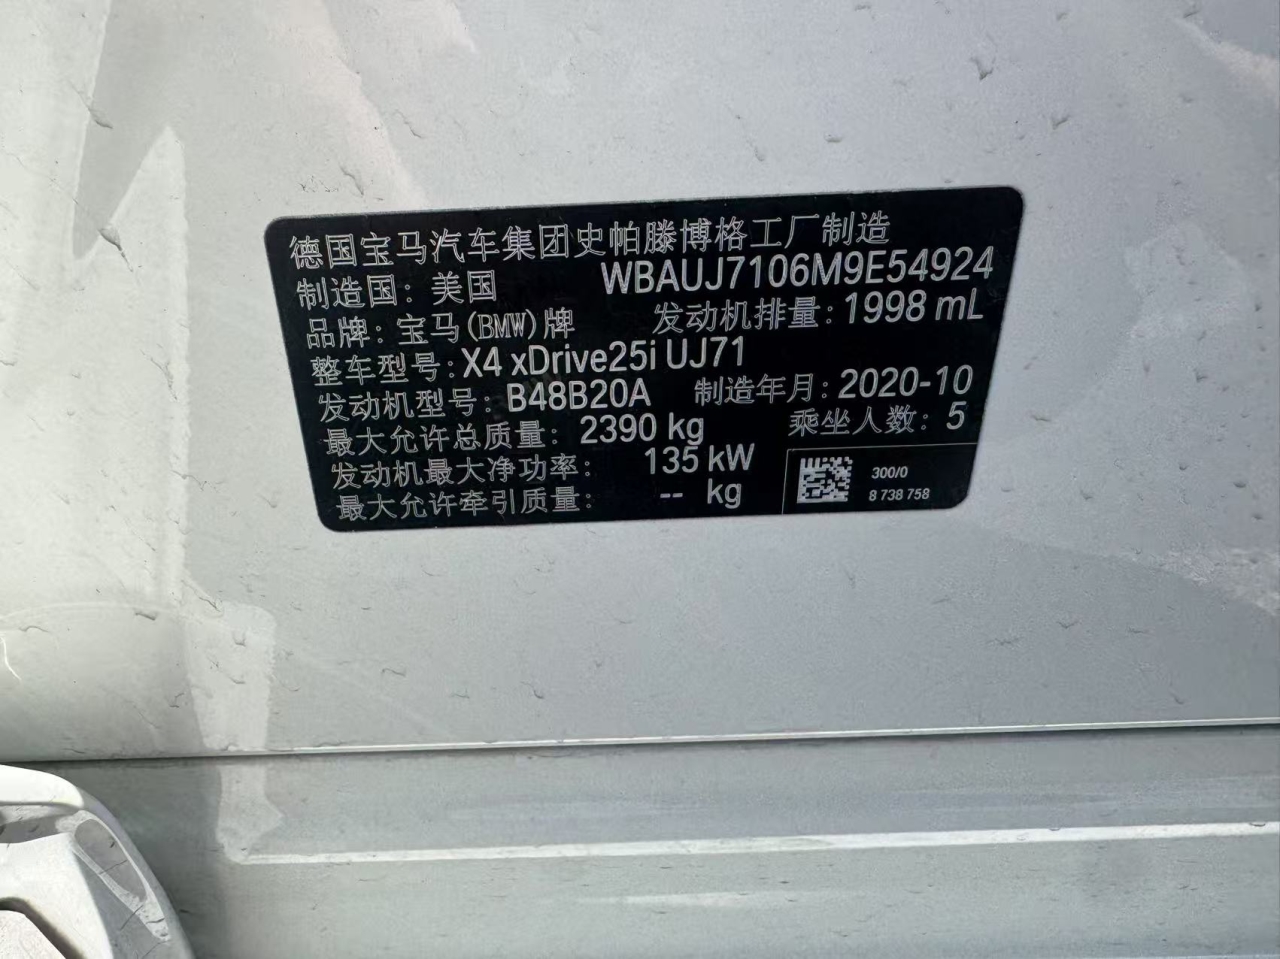 德国宝马汽车集团史帕滕博格工厂制造
制造国：美国 WBAUJ7106M9E54924
品牌：宝马(BMW)牌 发动机排量：1998 mL
整车型号：X4 xDrive25i UJ71
发动机型号：B48B20A 制造年月：2020-10
最大允许总质量：2390 kg 乘坐人数：5
发动机最大净功率：135 kW
最大允许牵引质量：-- kg
300/0
8 738 758